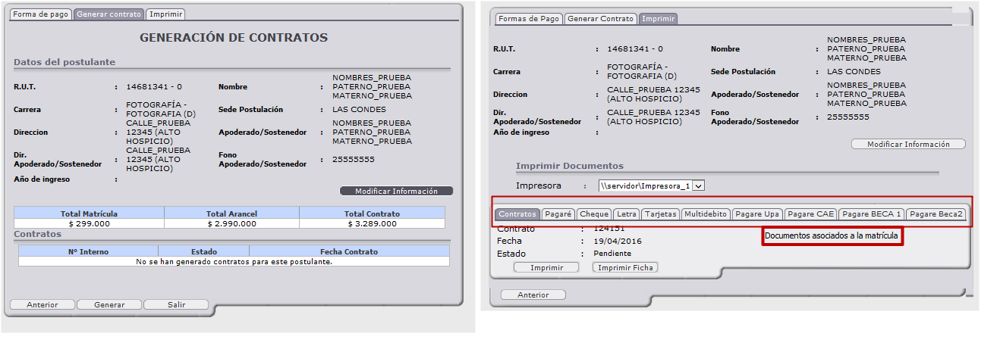 Forma de pago Generar contrato Imprimir
GENERACIÓN DE CONTRATOS
Datos del postulante
R.U.T. : 14681341 - 0 Nombre : NOMBRES_PRUEBA
PATERNO_PRUEBA
MATERNO_PRUEBA
Carrera : FOTOGRAFÍA -
FOTOGRAFIA (D) Sede Postulación : LAS CONDES
Direccion : CALLE_PRUEBA
12345 (ALTO
HOSPICIO) Apoderado/Sostenedor : NOMBRES_PRUEBA
PATERNO_PRUEBA
MATERNO_PRUEBA
Dir.
Apoderado/Sostenedor : CALLE_PRUEBA
12345 (ALTO
HOSPICIO) Fono
Apoderado/Sostenedor : 25555555
Año de ingreso :
Modificar Información
Total Matrícula Total Arancel Total Contrato
$ 299.000 $ 2.990.000 $ 3.289.000
Contratos
Nº Interno Estado Fecha Contrato
No se han generado contratos para este postulante.
Anterior Generar Salir
Formas de Pago Generar Contrato Imprimir
R.U.T. : 14681341 - 0 Nombre : NOMBRES_PRUEBA
PATERNO_PRUEBA
MATERNO_PRUEBA
Carrera : FOTOGRAFÍA -
FOTOGRAFIA (D) Sede Postulación : LAS CONDES
Direccion : CALLE_PRUEBA 12345
(ALTO HOSPICIO) Apoderado/Sostenedor : NOMBRES_PRUEBA
PATERNO_PRUEBA
MATERNO_PRUEBA
Dir.
Apoderado/Sostenedor : CALLE_PRUEBA 12345
(ALTO HOSPICIO) Fono
Apoderado/Sostenedor : 25555555
Año de ingreso :
Modificar Información
Imprimir Documentos
Impresora : \\servidor\Impresora_1
Contratos Pagaré Cheque Letra Tarjetas Multidebito Pagare Upa Pagare CAE Pagare BECA 1 Pagare Beca2
Contrato : 124151
Fecha : 19/04/2016
Estado : Pendiente
Documentos asociados a la matrícula
Imprimir Imprimir Ficha
Anterior